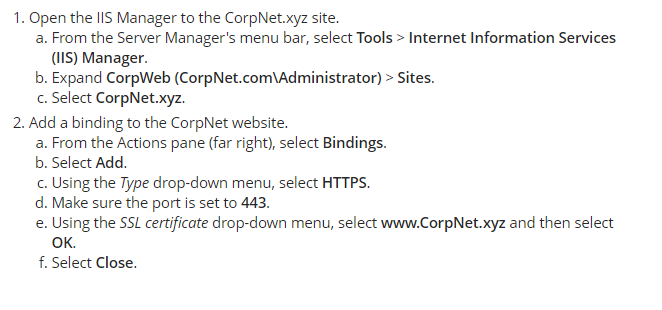 1. Open the IIS Manager to the CorpNet.xyz site.
a. From the Server Manager's menu bar, select Tools > Internet Information Services
(IIS) Manager.
b. Expand CorpWeb (CorpNet.com\Administrator) > Sites.
c. Select CorpNet.xyz.
2. Add a binding to the CorpNet website.
a. From the Actions pane (far right), select Bindings.
b. Select Add.
c. Using the Type drop-down menu, select HTTPS.
d. Make sure the port is set to 443.
e. Using the SSL certificate drop-down menu, select www.CorpNet.xyz and then select
OK.
f. Select Close.